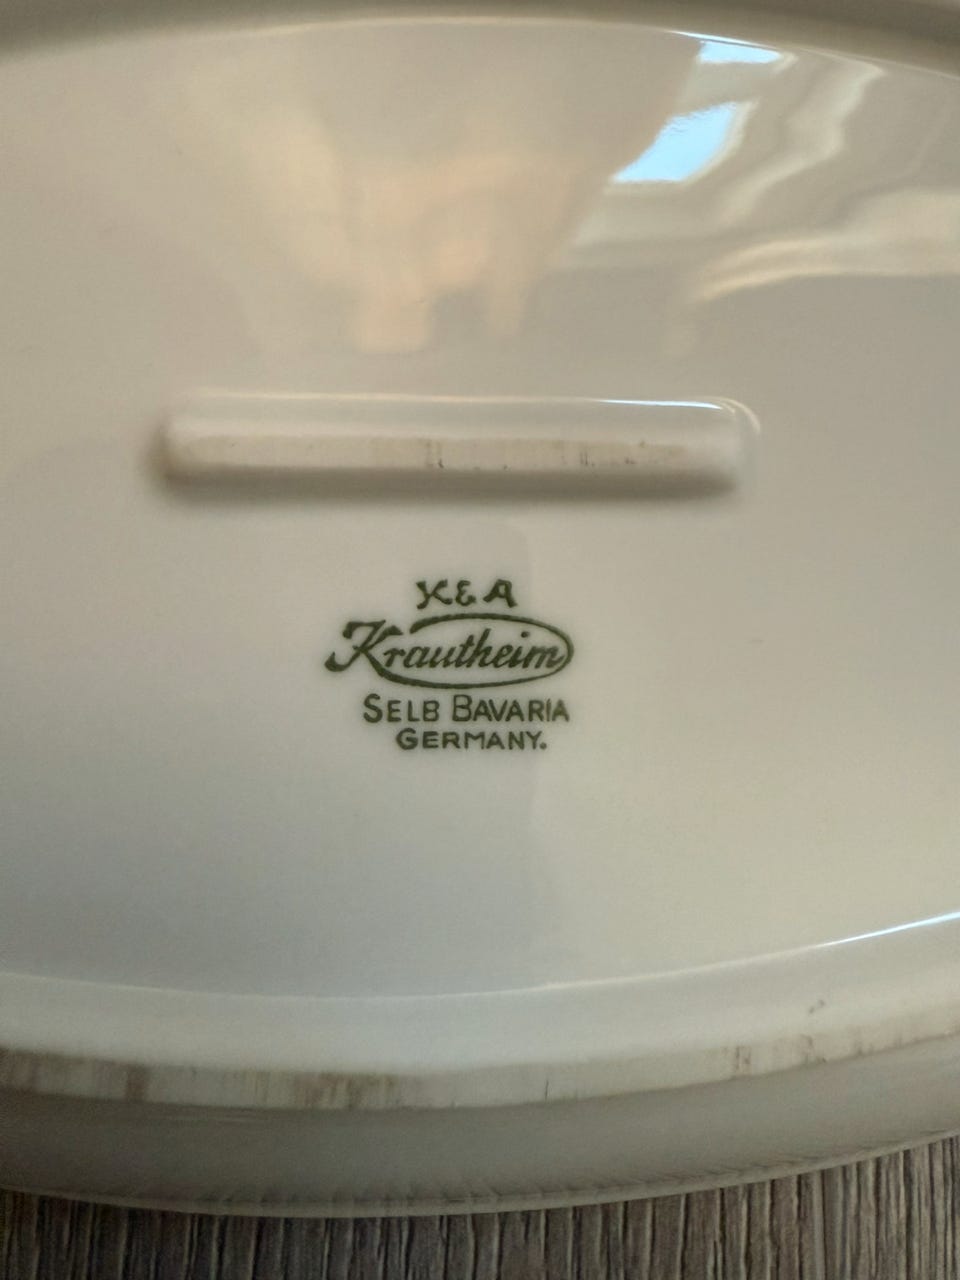 K&A
Krautheim
SELB BAVARIA
GERMANY.